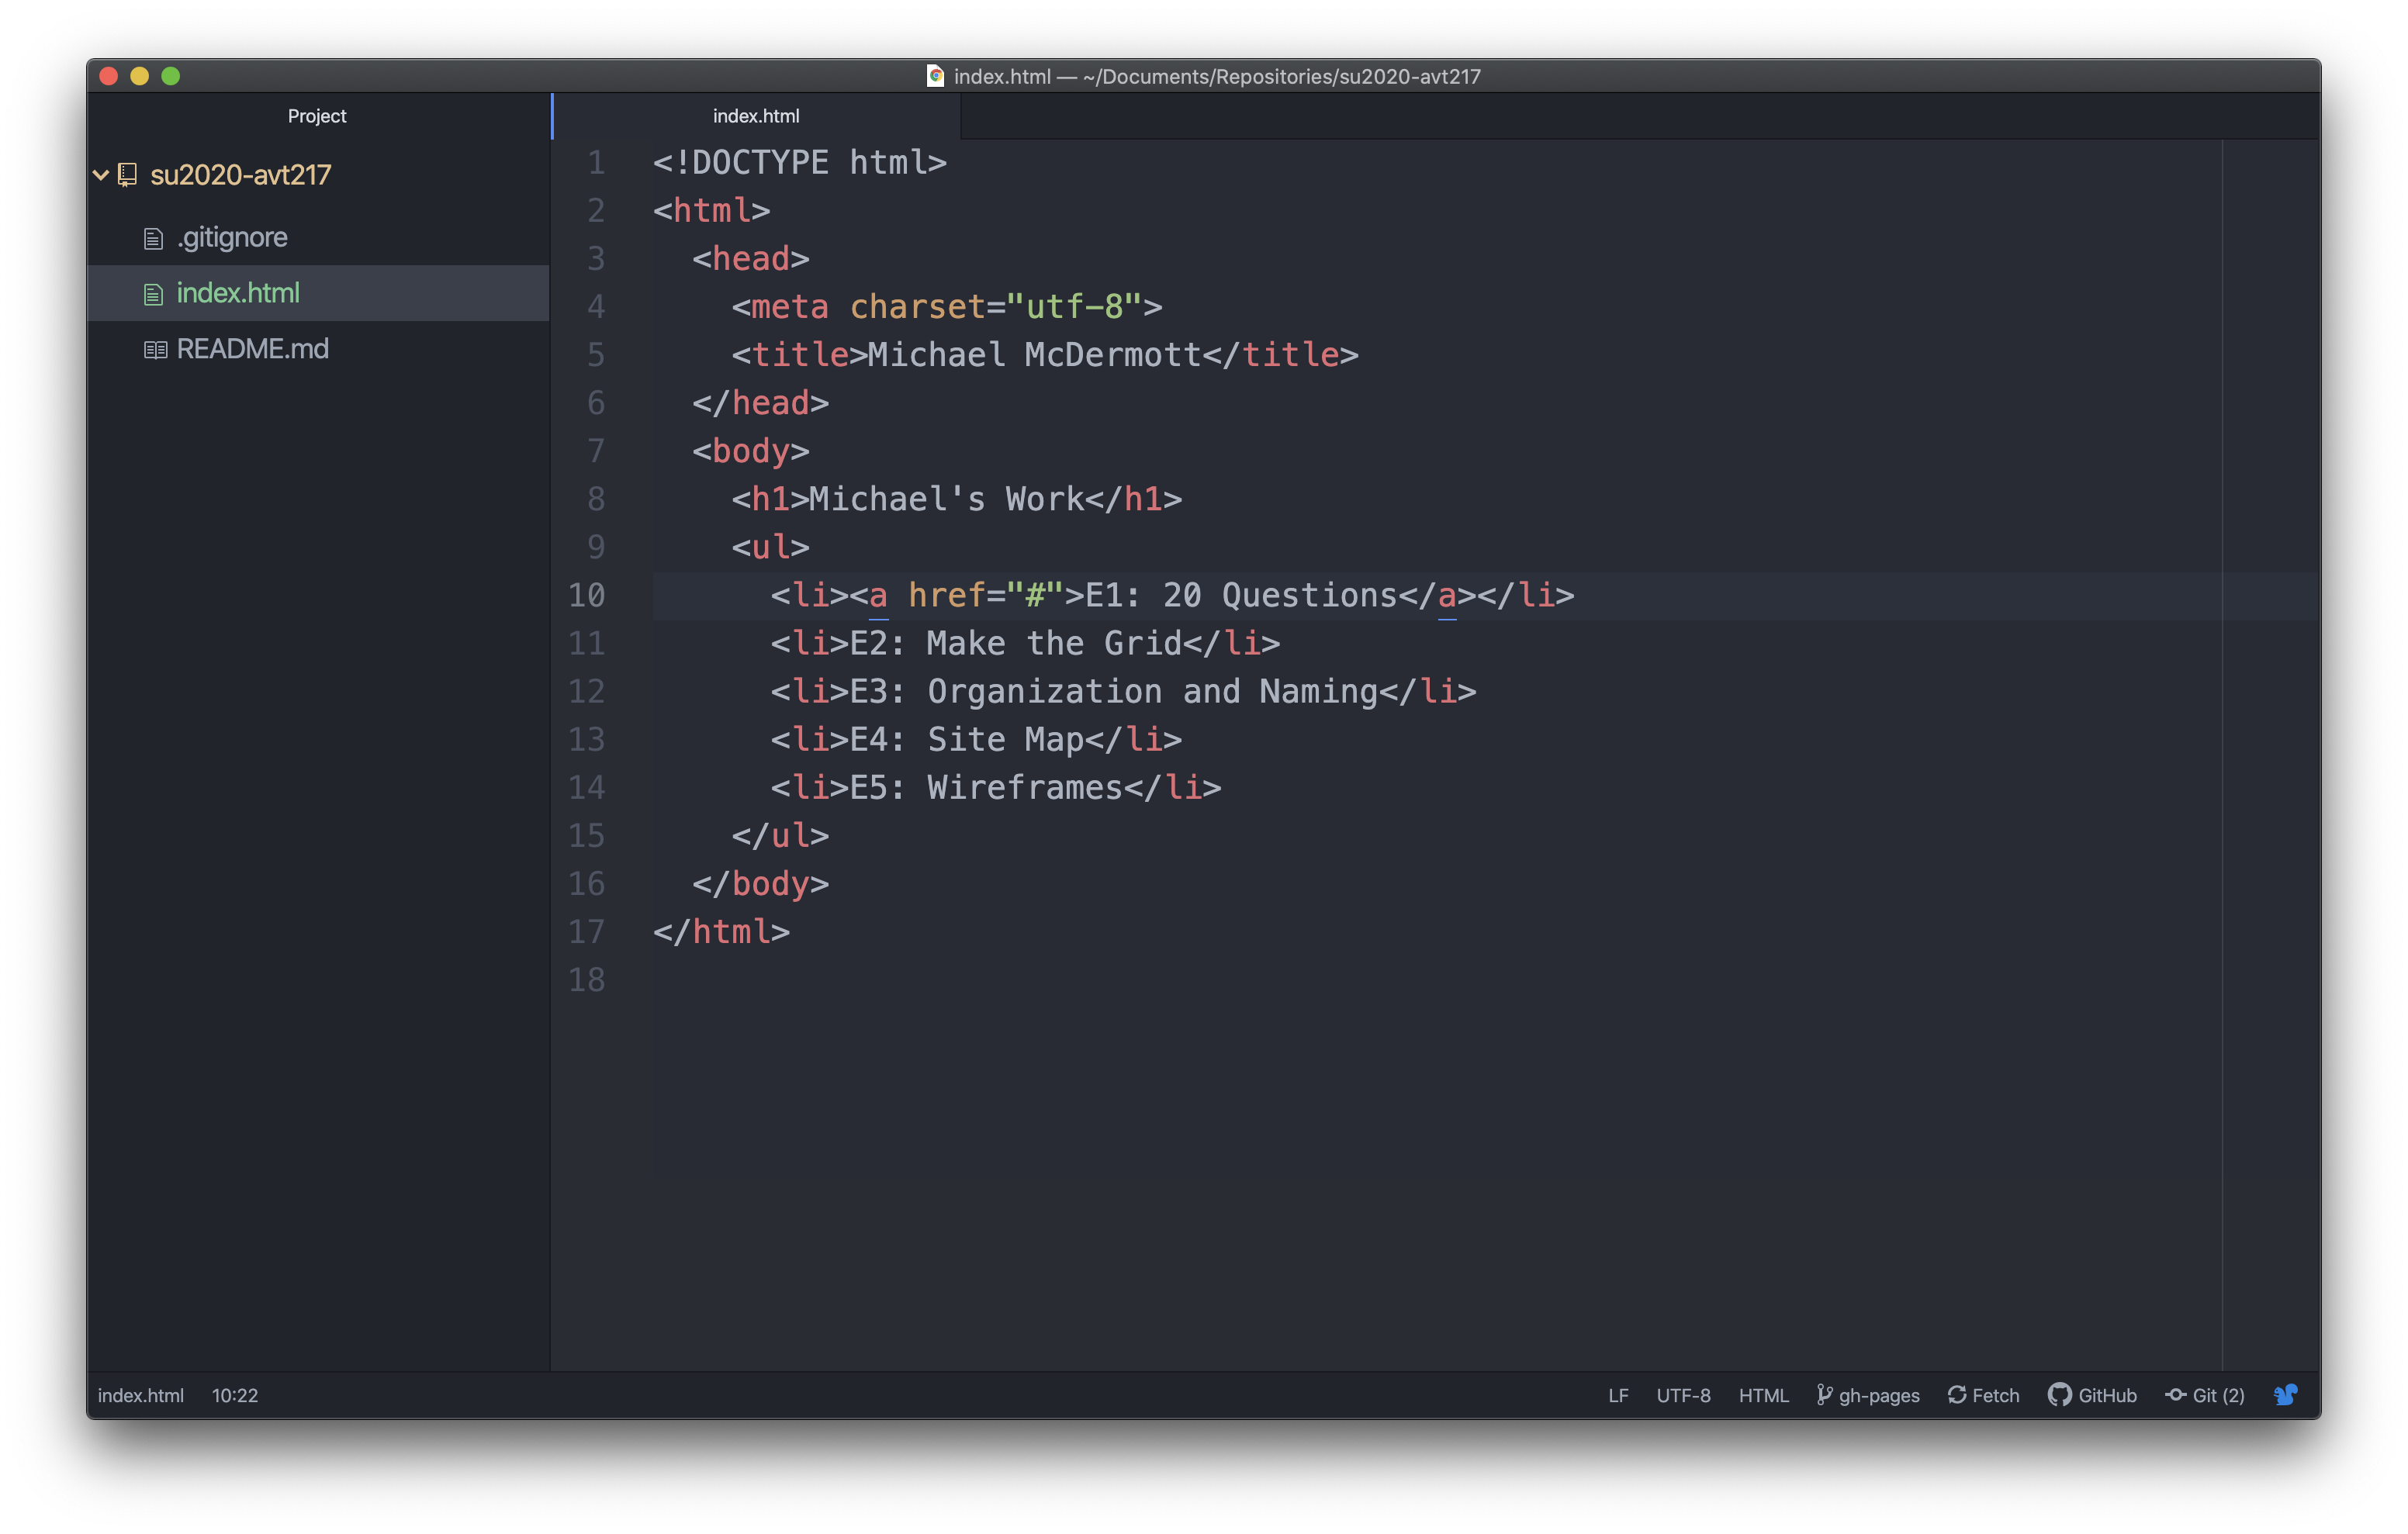 index.html — ~/Documents/Repositories/su2020-avt217
Project
su2020-avt217
.gitignore
index.html
README.md
index.html
1 <!DOCTYPE html>
2 <html>
3 <head>
4 <meta charset="utf-8">
5 <title>Michael McDermott</title>
6 </head>
7 <body>
8 <h1>Michael's Work</h1>
9 <ul>
10 <li><a href="#">E1: 20 Questions</a></li>
11 <li>E2: Make the Grid</li>
12 <li>E3: Organization and Naming</li>
13 <li>E4: Site Map</li>
14 <li>E5: Wireframes</li>
15 </ul>
16 </body>
17 </html>
18
index.html 10:22 LF UTF-8 HTML gh-pages Fetch GitHub Git (2)